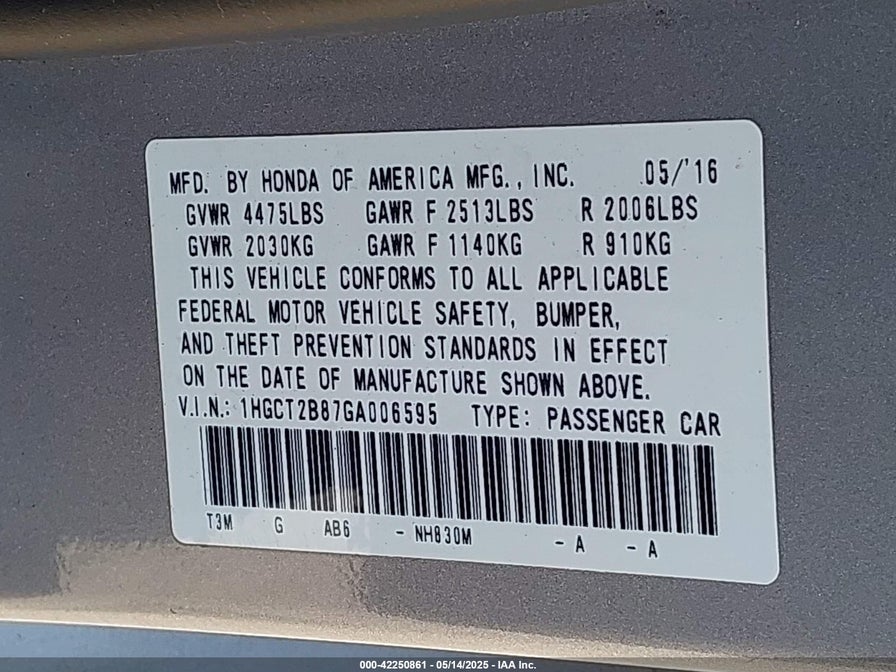 MFD. BY HONDA OF AMERICA MFG., INC. 05/'16
GVWR 4475LBS GAWR F 2513LBS R 2006LBS
GVWR 2030KG GAWR F 1140KG R 910KG
THIS VEHICLE CONFORMS TO ALL APPLICABLE
FEDERAL MOTOR VEHICLE SAFETY, BUMPER,
AND THEFT PREVENTION STANDARDS IN EFFECT
ON THE DATE OF MANUFACTURE SHOWN ABOVE.
V.I.N.: 1HGCT2B87GA006595 TYPE: PASSENGER CAR
T3M G AB6 - NH830M - A - A
000-42250861 - 05/14/2025 - IAA Inc.